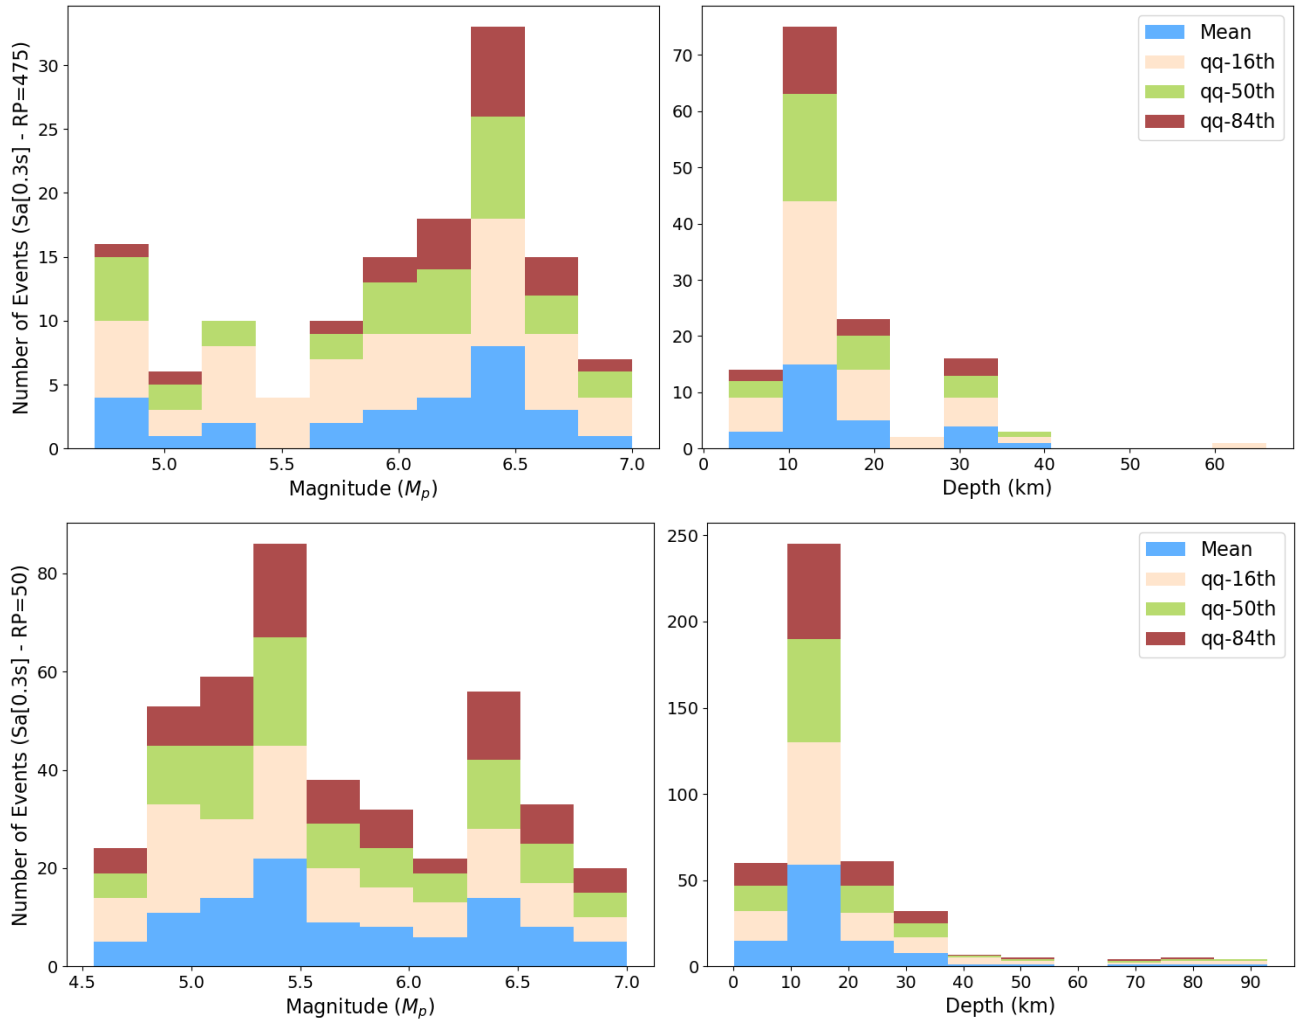 Number of Events (Sa[0.3s] - RP=475)
30
25
20
15
10
5
0
5.0 5.5 6.0 6.5 7.0
Magnitude (Mp)
70
60
50
40
30
20
10
0
0 10 20 30 40 50 60
Depth (km)
Mean
qq-16th
qq-50th
qq-84th
Number of Events (Sa[0.3s] - RP=50)
80
60
40
20
0
4.5 5.0 5.5 6.0 6.5 7.0
Magnitude (Mp)
250
200
150
100
50
0
0 10 20 30 40 50 60 70 80 90
Depth (km)
Mean
qq-16th
qq-50th
qq-84th